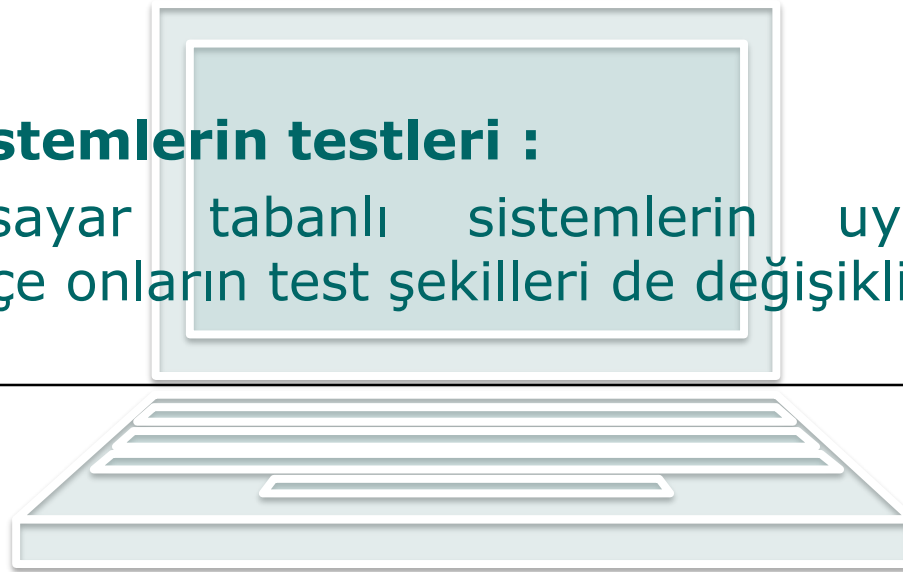 stemlerin testleri :
sayar tabanlı sistemlerin uy
çe onların test şekilleri de değişikli